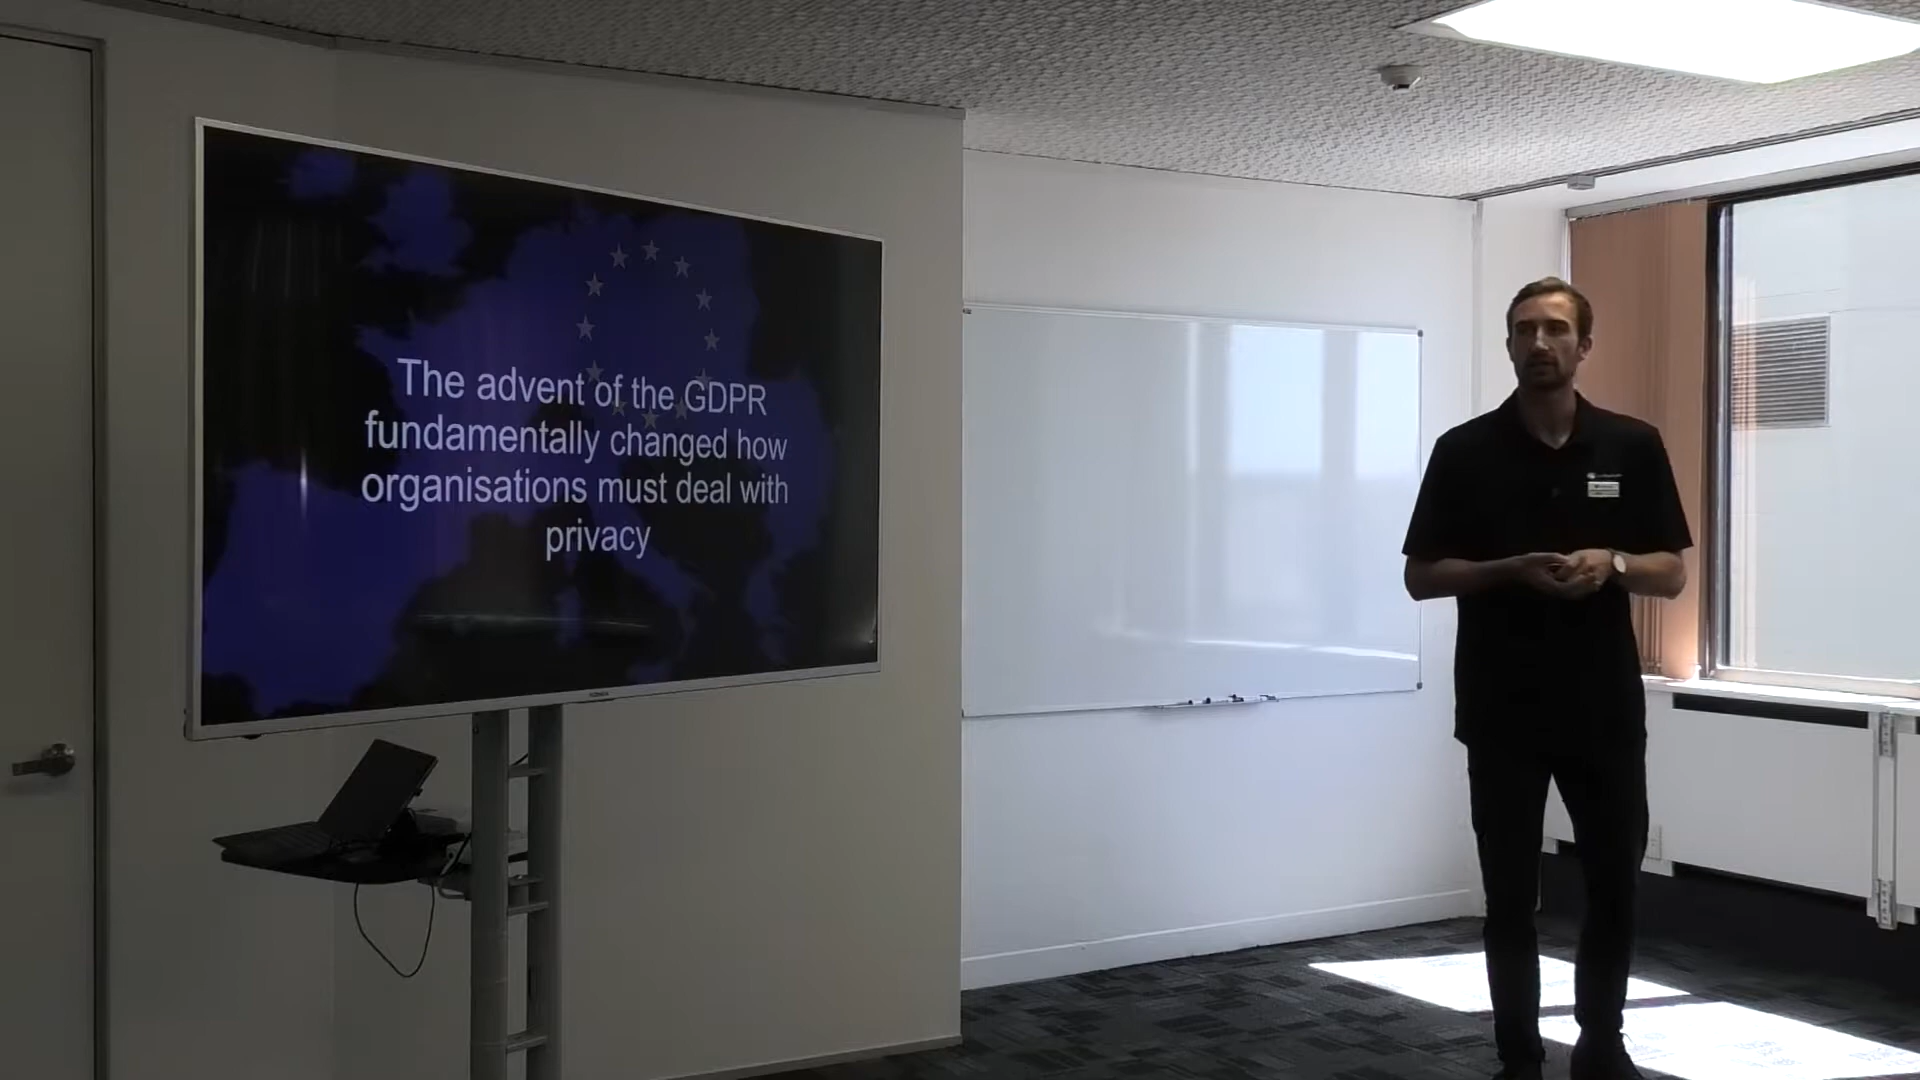 The advent of the GDPR
fundamentally changed how
organisations must deal with
privacy